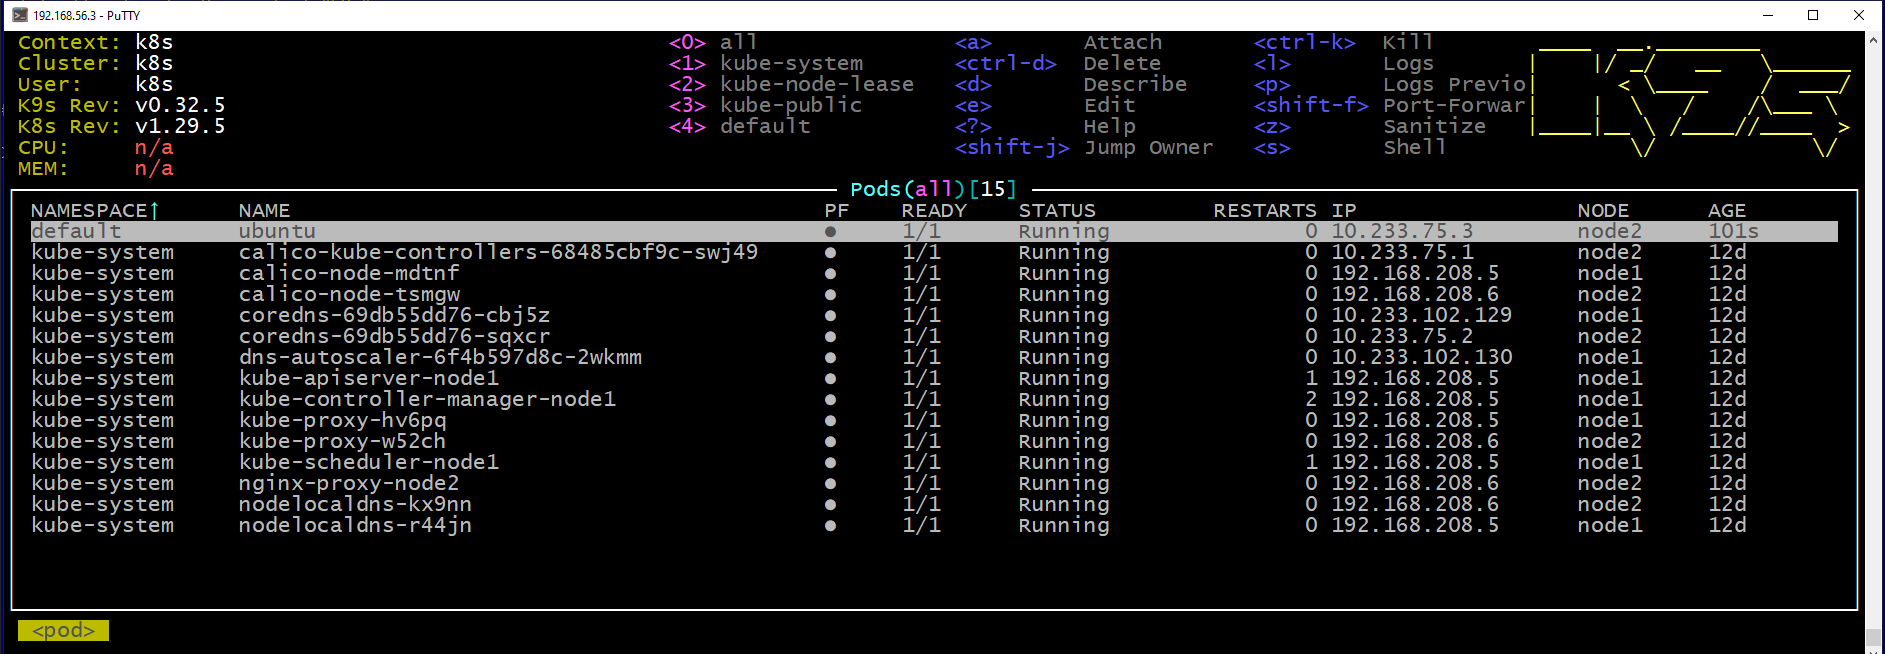 192.168.56.3 - PuTTY
Context: k8s <0> all <a> Attach <ctrl-k> Kill
Cluster: k8s <1> kube-system <ctrl-d> Delete <l> Logs
User: k8s <2> kube-node-lease <d> Describe <p> Logs Previo
K9s Rev: v0.32.5 <3> kube-public <e> Edit <shift-f> Port-Forwar
K8s Rev: v1.29.5 <4> default <?> Help <z> Sanitize
CPU: n/a <shift-j> Jump Owner <s> Shell
MEM: n/a
Pods(all)[15]
NAMESPACE↑ NAME PF READY STATUS RESTARTS IP NODE AGE
default ubuntu ● 1/1 Running 0 10.233.75.3 node2 101s
kube-system calico-kube-controllers-68485cbf9c-swj49 ● 1/1 Running 0 10.233.75.1 node2 12d
kube-system calico-node-mdtnf ● 1/1 Running 0 192.168.208.5 node1 12d
kube-system calico-node-tsmgw ● 1/1 Running 0 192.168.208.6 node2 12d
kube-system coredns-69db55dd76-cbj5z ● 1/1 Running 0 10.233.102.129 node1 12d
kube-system coredns-69db55dd76-sqxcr ● 1/1 Running 0 10.233.75.2 node2 12d
kube-system dns-autoscaler-6f4b597d8c-2wkmm ● 1/1 Running 0 10.233.102.130 node1 12d
kube-system kube-apiserver-node1 ● 1/1 Running 1 192.168.208.5 node1 12d
kube-system kube-controller-manager-node1 ● 1/1 Running 2 192.168.208.5 node1 12d
kube-system kube-proxy-hv6pq ● 1/1 Running 0 192.168.208.5 node1 12d
kube-system kube-proxy-w52ch ● 1/1 Running 0 192.168.208.6 node2 12d
kube-system kube-scheduler-node1 ● 1/1 Running 1 192.168.208.5 node1 12d
kube-system nginx-proxy-node2 ● 1/1 Running 0 192.168.208.6 node2 12d
kube-system nodelocaldns-kx9nn ● 1/1 Running 0 192.168.208.6 node2 12d
kube-system nodelocaldns-r44jn ● 1/1 Running 0 192.168.208.5 node1 12d
<pod>